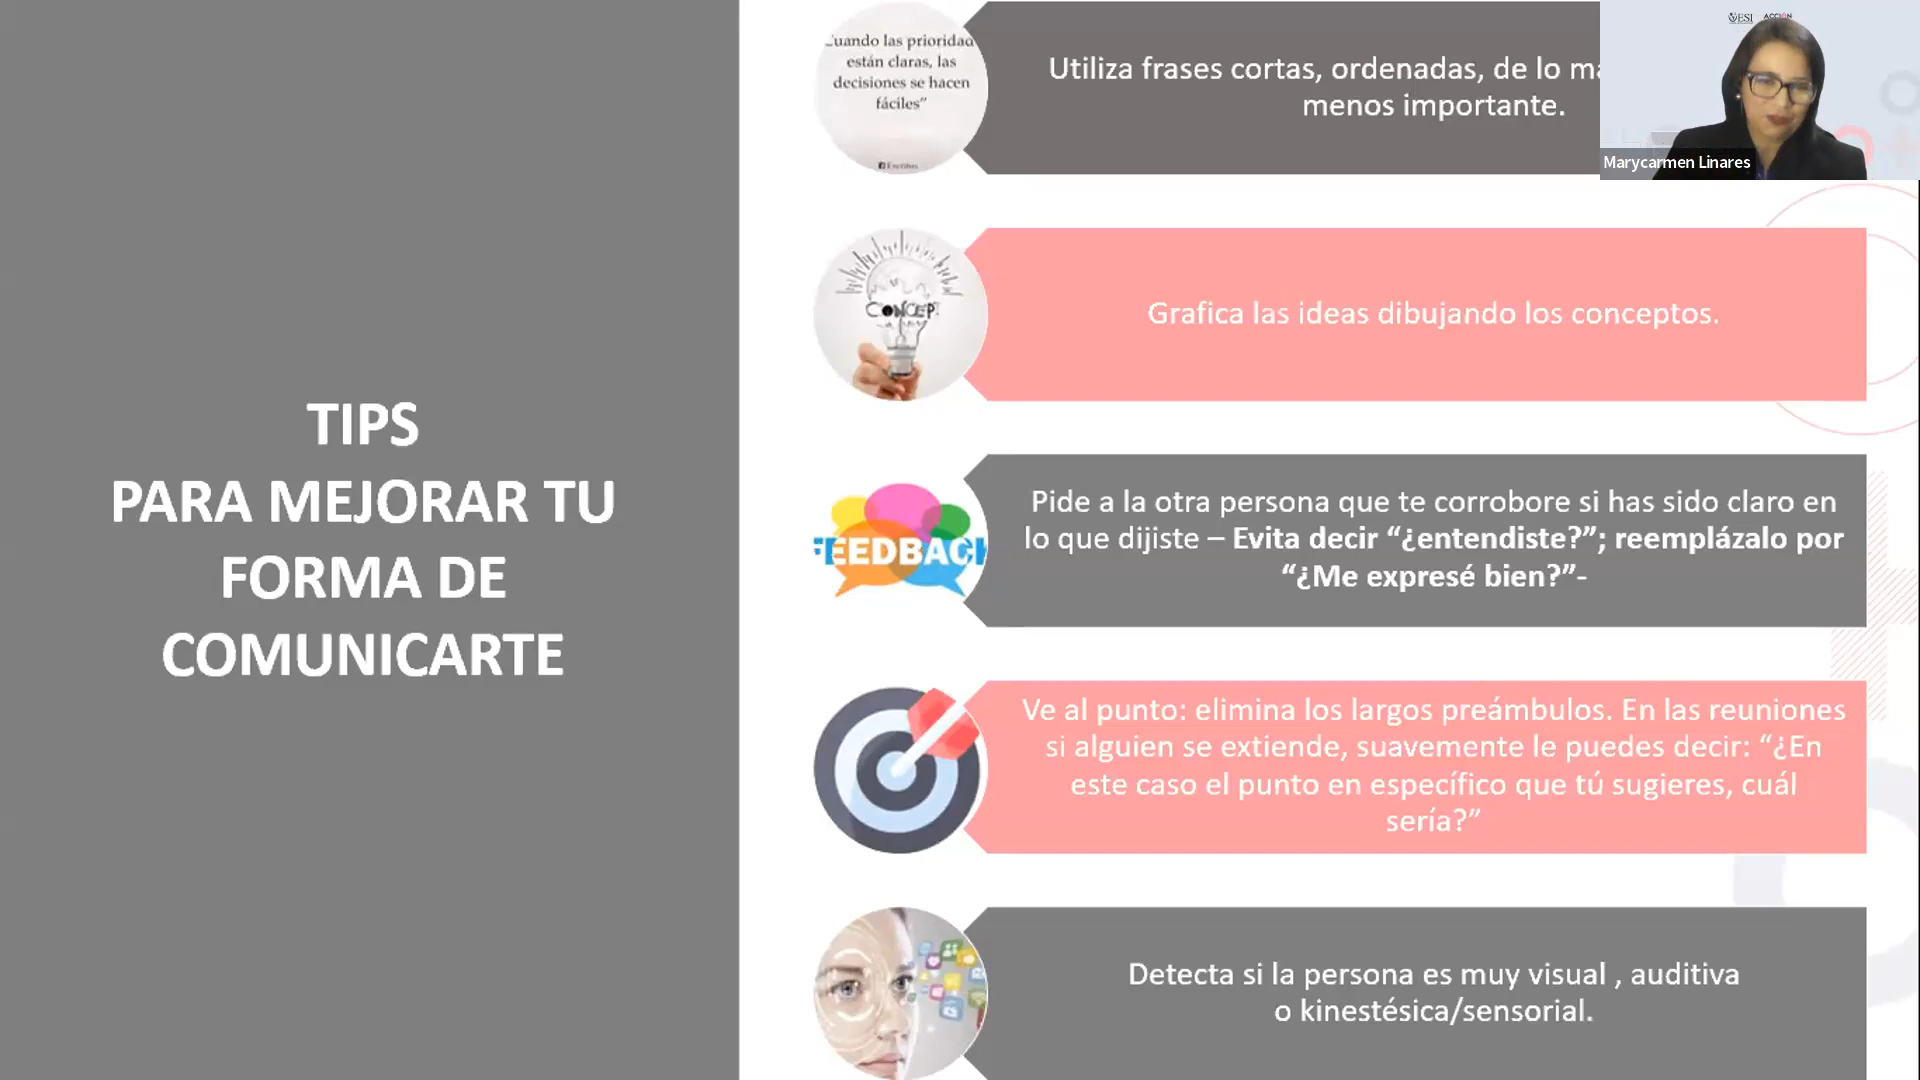 TIPS
PARA MEJORAR TU
FORMA DE
COMUNICARTE
Cuando las prioridad
están claras, las
decisiones se hacen
fáciles”
Utiliza frases cortas, ordenadas, de lo
menos importante.
ESI ACCIÓN
Marycarmen Linares
CONCEP
Grafica las ideas dibujando los conceptos.
FEEDBACK
Pide a la otra persona que te corrobore si has sido claro en
lo que dijiste – Evita decir “¿entendiste?”; reemplázalo por
“¿Me expresé bien?”-
Ve al punto: elimina los largos preámbulos. En las reuniones
si alguien se extiende, suavemente le puedes decir: “¿En
este caso el punto en específico que tú sugieres, cuál
sería?”
Detecta si la persona es muy visual , auditiva
o kinestésica/sensorial.